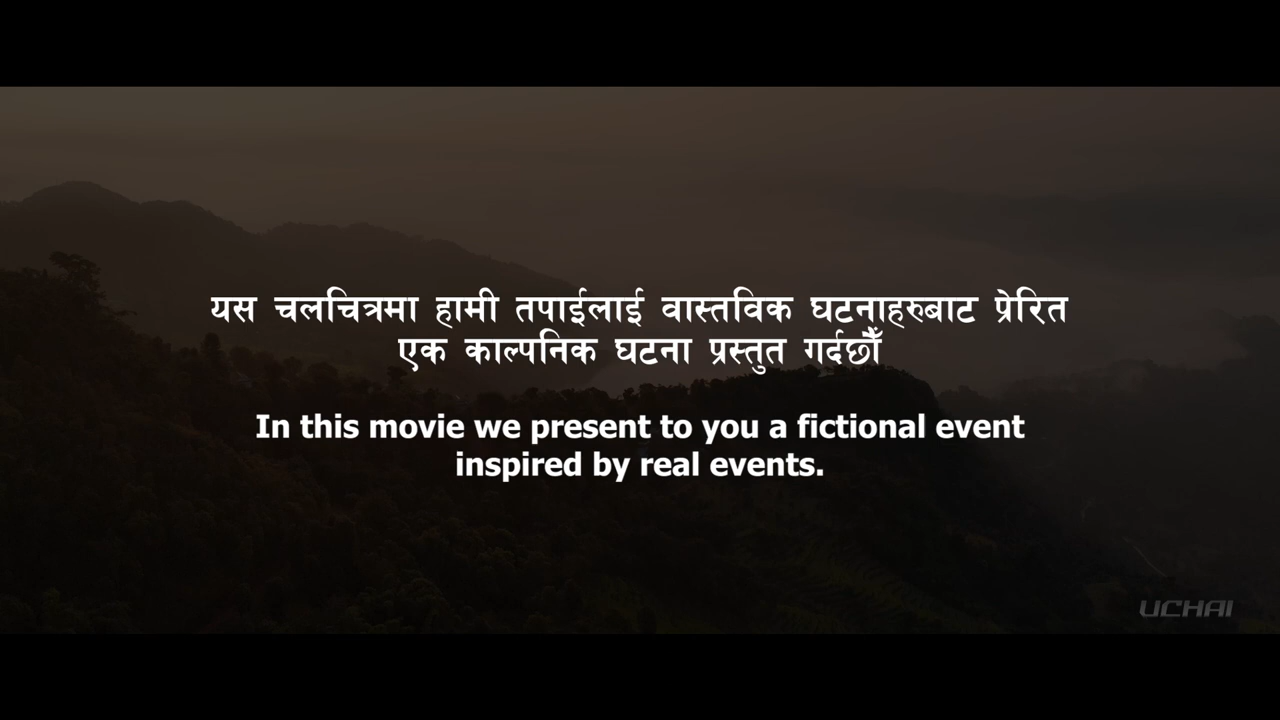 यस चलचित्रमा हामी तपाईलाई वास्तविक घटनाहरुबाट प्रेरित
एक काल्पनिक घटना प्रस्तुत गर्दछौँ
In this movie we present to you a fictional event
inspired by real events.
UCHAI